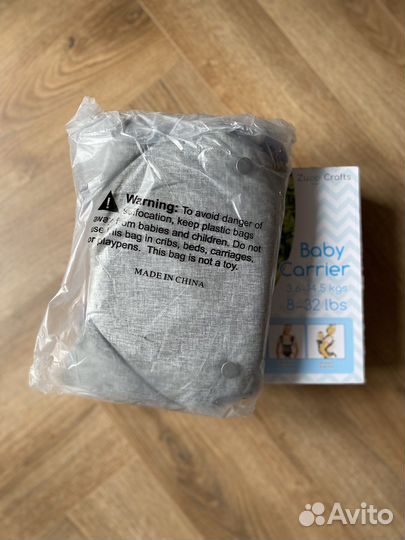 Warning: To avoid danger of
suffocation, keep plastic bags
away from babies and children. Do not
use this bag in cribs, beds, carriages,
or playpens. This bag is not a toy.
MADE IN CHINA
Zuzo Crafts
Baby
Carrier
3.6-14.5 kgs
8-32 lbs
Avito